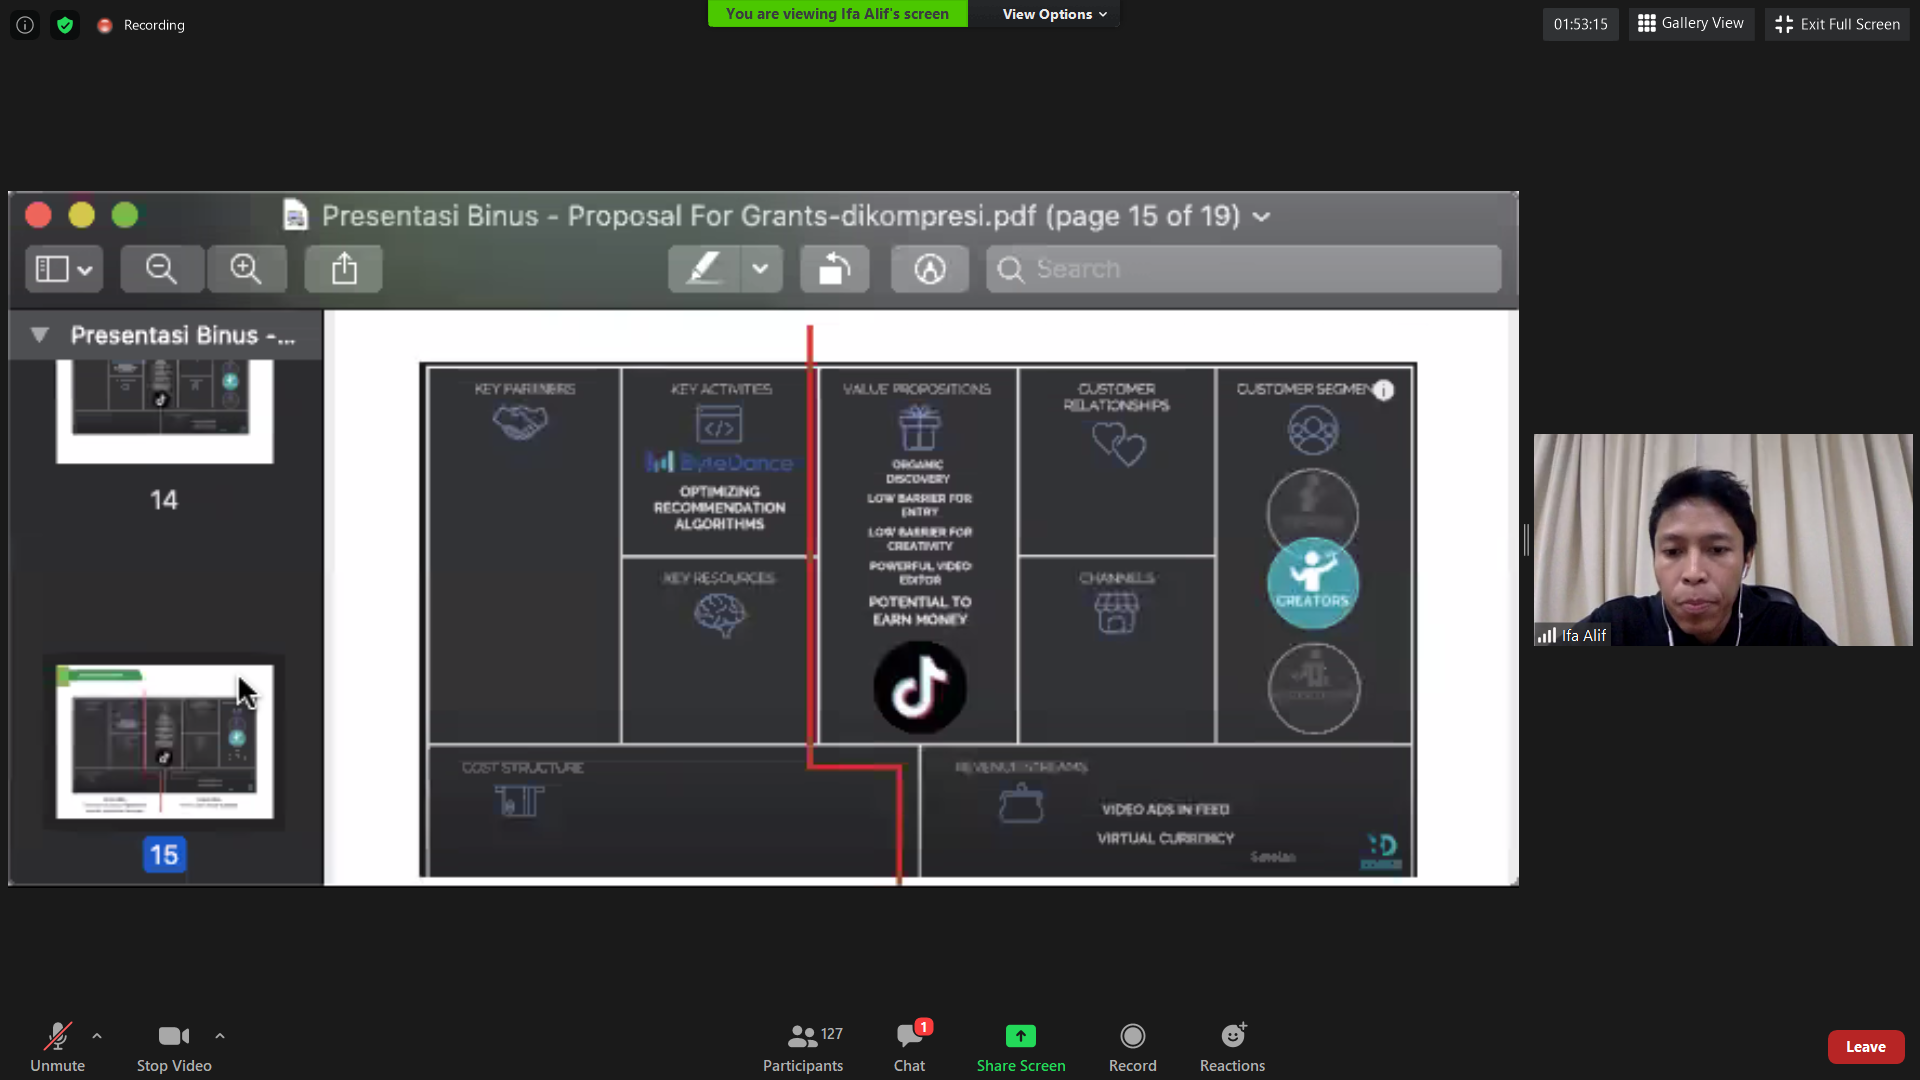 Recording
You are viewing Ifa Alif's screen
View Options
01:53:15
Gallery View
Exit Full Screen
Presentasi Binus - Proposal For Grants-dikompresi.pdf (page 15 of 19)
Search
Presentasi Binus -...
14
15
KEY PARTNERS
KEY ACTIVITIES
ByteDance
OPTIMIZING
RECOMMENDATION
ALGORITHMS
KEY RESOURCES
VALUE PROPOSITIONS
ORGANIC
DISCOVERY
LOW BARRIER FOR
ENTRY
LOW BARRIER FOR
CREATIVITY
POWERFUL VIDEO
EDITOR
POTENTIAL TO
EARN MONEY
CUSTOMER
RELATIONSHIPS
CHANNELS
CUSTOMER SEGMEN
CREATORS
COST STRUCTURE
REVENUE STREAMS
VIDEO ADS IN FEED
VIRTUAL CURRENCY
Ifa Alif
Unmute
Stop Video
127
Participants
1
Chat
Share Screen
Record
Reactions
Leave